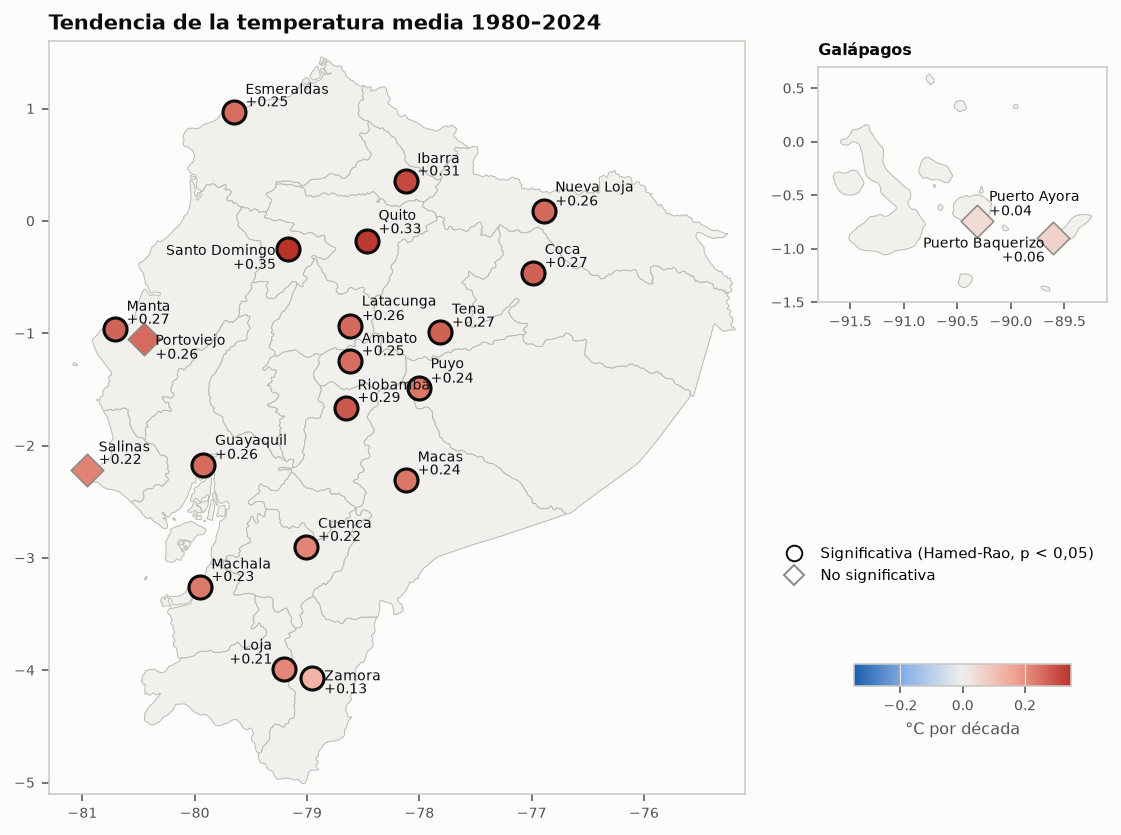 Tendencia de la temperatura media 1980–2024
Galápagos
Esmeraldas
+0.25
Ibarra
+0.31
Nueva Loja
+0.26
Quito
+0.33
Santo Domingo
+0.35
Coca
+0.27
Manta
+0.27
Portoviejo
+0.26
Latacunga
+0.26
Tena
+0.27
Ambato
+0.25
Puyo
+0.24
Riobamba
+0.29
Salinas
+0.22
Guayaquil
+0.26
Macas
+0.24
Cuenca
+0.22
Machala
+0.23
Loja
+0.21
Zamora
+0.13
1
0
−1
−2
−3
−4
−5
−81
−80
−79
−78
−77
−76
Puerto Ayora
+0.04
Puerto Baquerizo
+0.06
0.5
0.0
−0.5
−1.0
−1.5
−91.5
−91.0
−90.5
−90.0
−89.5
Significativa (Hamed-Rao, p < 0,05)
No significativa
−0.2
0.0
0.2
°C por década